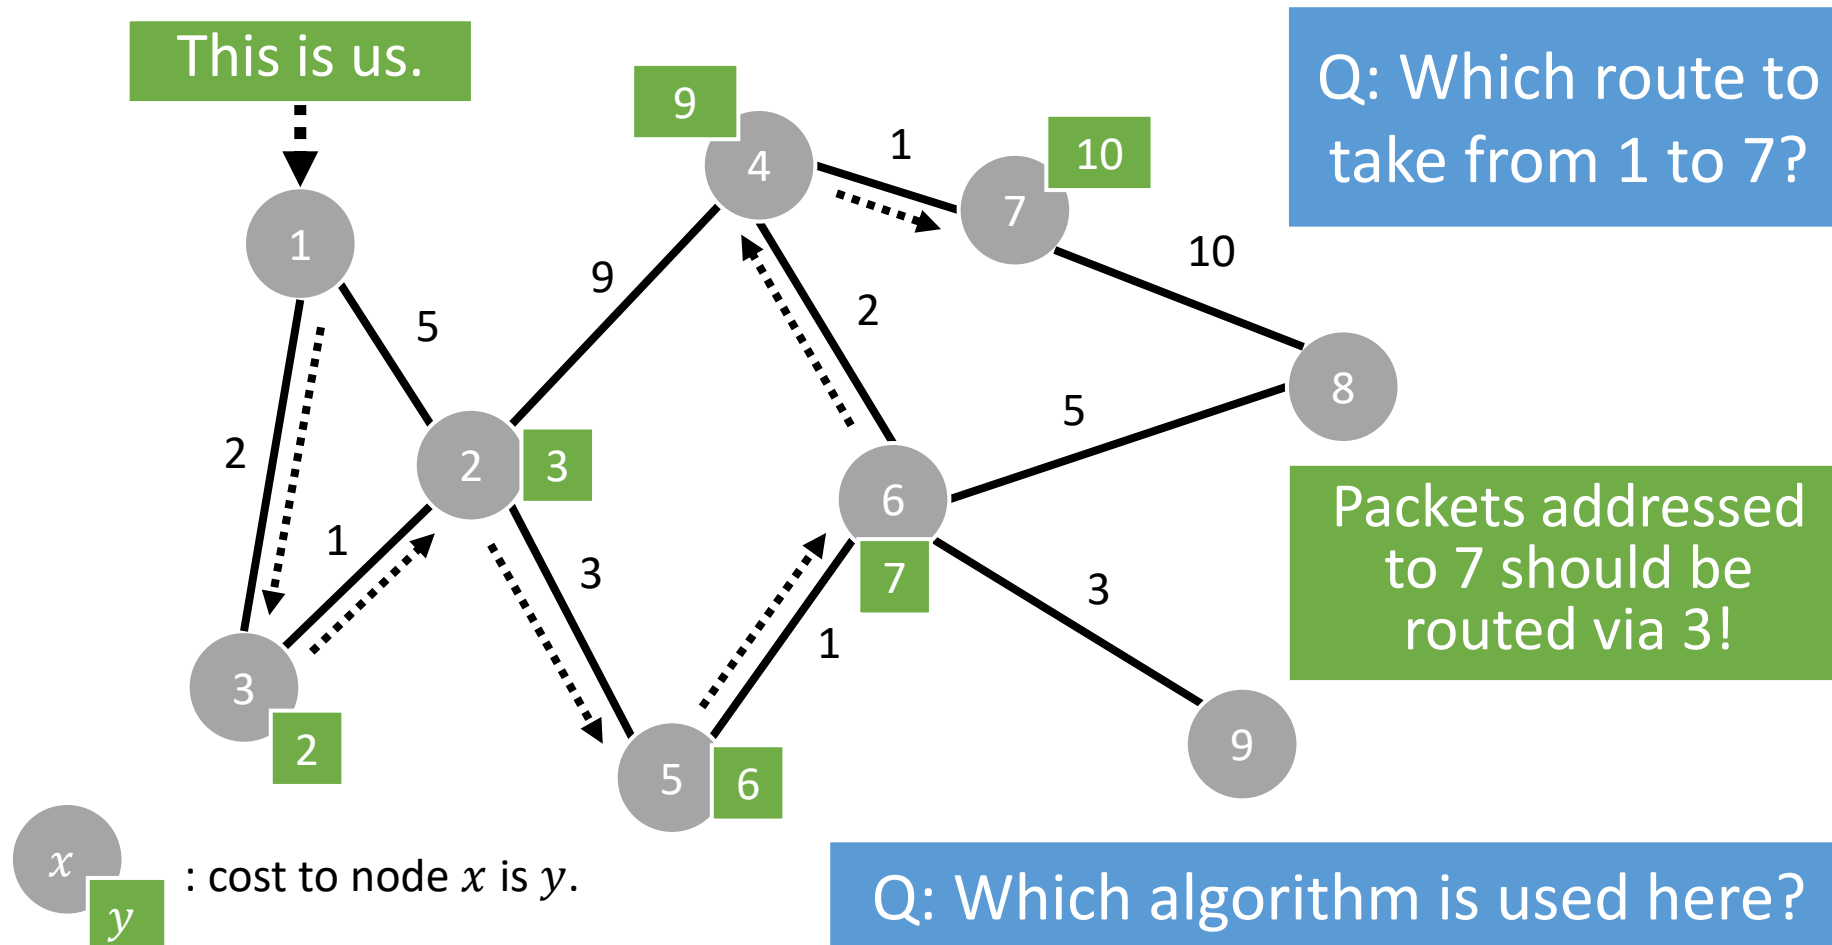 This is us.
Q: Which route to
take from 1 to 7?
9
4
1
10
7
1
10
9
2
5
8
5
2
2
3
6
Packets addressed
to 7 should be
routed via 3!
1
3
7
3
1
3
2
9
5
6
x
y
: cost to node x is y.
Q: Which algorithm is used here?